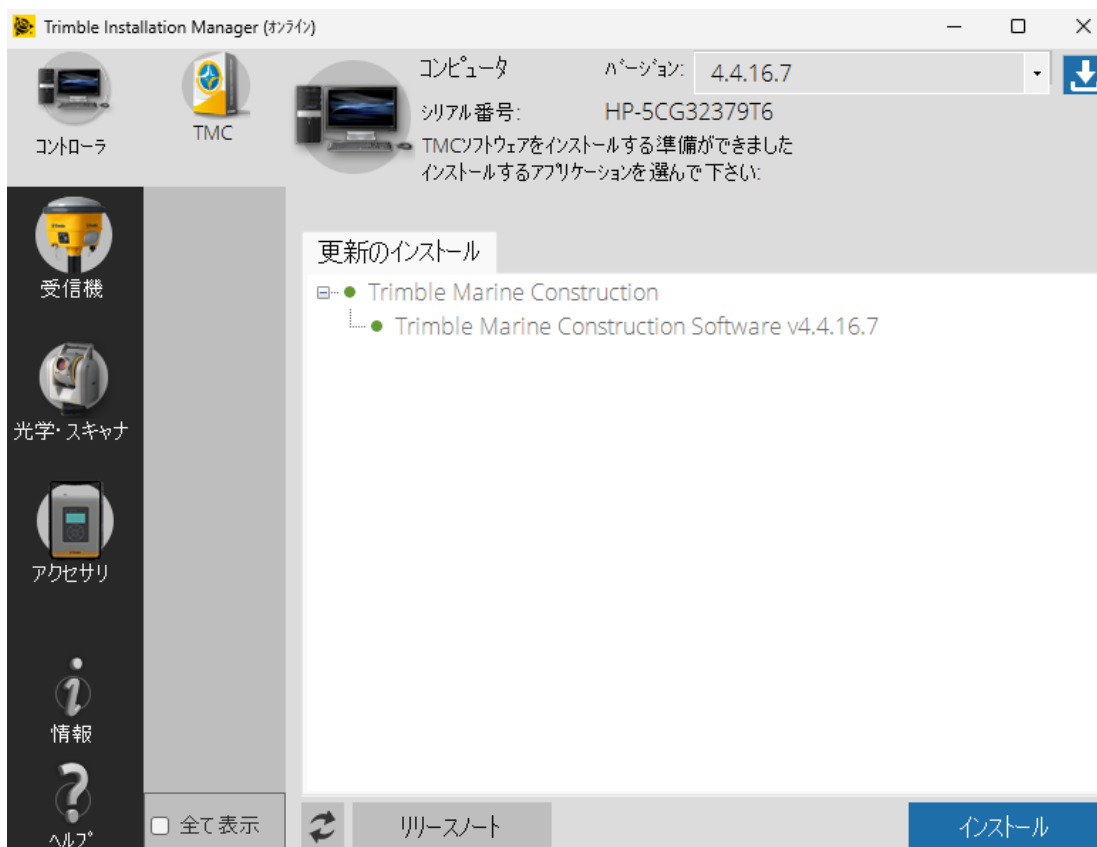 Trimble Installation Manager (ｵﾝﾗｲﾝ)
コントローラ
TMC
コンピュータ
バージョン:
4.4.16.7
シリアル番号:
HP-5CG32379T6
TMCソフトウェアをインストールする準備ができました
インストールするアプリケーションを選んで下さい:
受信機
光学・スキャナ
アクセサリ
情報
ヘルプ
更新のインストール
Trimble Marine Construction
Trimble Marine Construction Software v4.4.16.7
全て表示
リリースノート
インストール